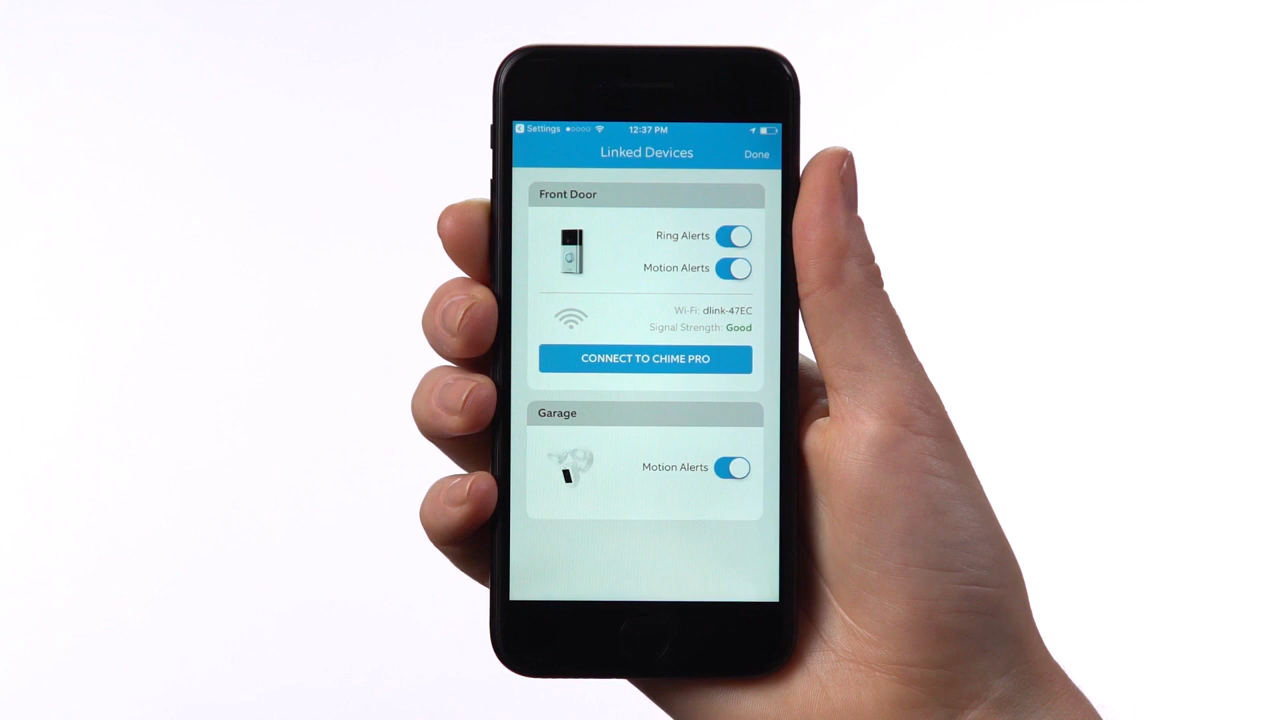 Settings 12:37 PM
Linked Devices Done
Front Door
Ring Alerts
Motion Alerts
Wi-Fi: dlink-47EC
Signal Strength: Good
CONNECT TO CHIME PRO
Garage
Motion Alerts